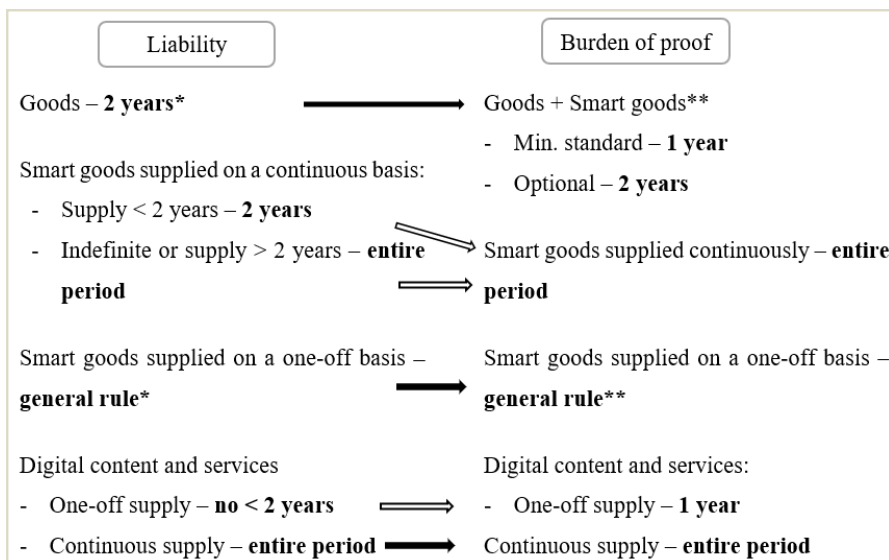 Liability
Burden of proof
Goods – 2 years*
Smart goods supplied on a continuous basis:
- Supply < 2 years – 2 years
- Indefinite or supply > 2 years – entire
period
Smart goods supplied on a one-off basis –
general rule*
Digital content and services
- One-off supply – no < 2 years
- Continuous supply – entire period
Goods + Smart goods**
- Min. standard – 1 year
- Optional – 2 years
Smart goods supplied continuously – entire
period
Smart goods supplied on a one-off basis –
general rule**
Digital content and services:
- One-off supply – 1 year
Continuous supply – entire period